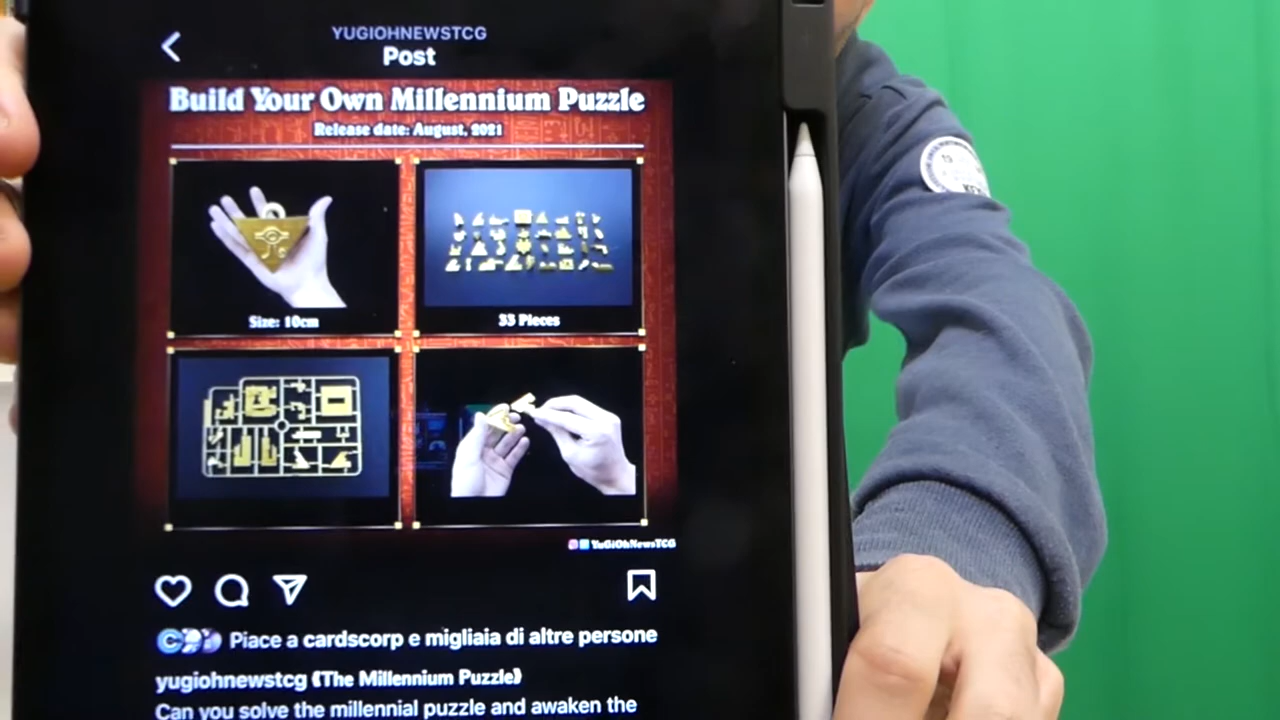 YUGIOHNEWSTCG
Post
Build Your Own Millennium Puzzle
Release date: August, 2021
Size: 10cm
33 Pieces
YuGiOhNewsTCG
Piace a cardscorp e migliaia di altre persone
yugiohnewstcg《The Millennium Puzzle》
Can you solve the millennial puzzle and awaken the